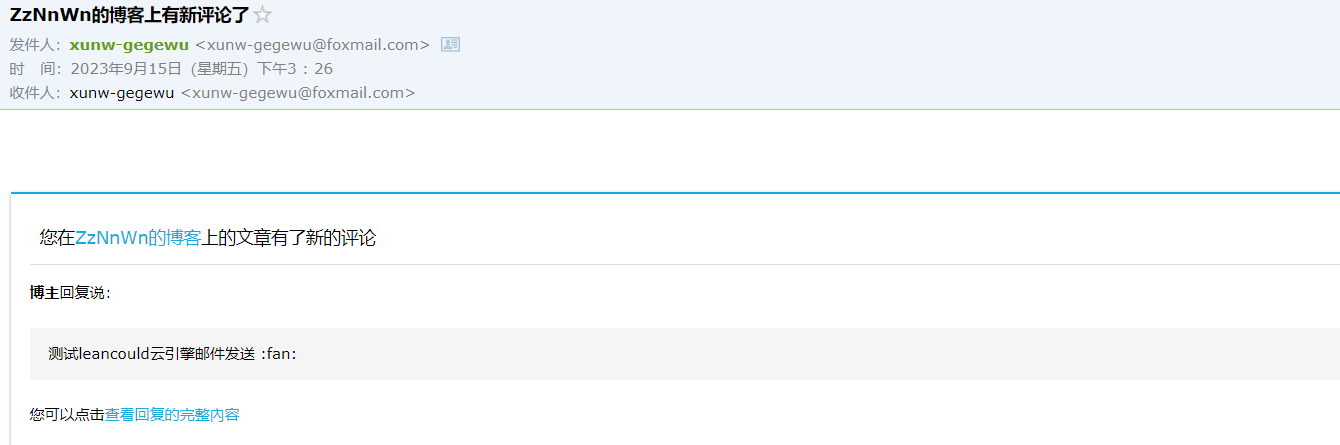 ZzNnWn的博客上有新评论了
发件人：xunw-gegewu <xunw-gegewu@foxmail.com>
时　间：2023年9月15日（星期五）下午3：26
收件人：xunw-gegewu <xunw-gegewu@foxmail.com>
您在ZzNnWn的博客上的文章有了新的评论
博主回复说：
测试leancould云引擎邮件发送 :fan:
您可以点击查看回复的完整内容